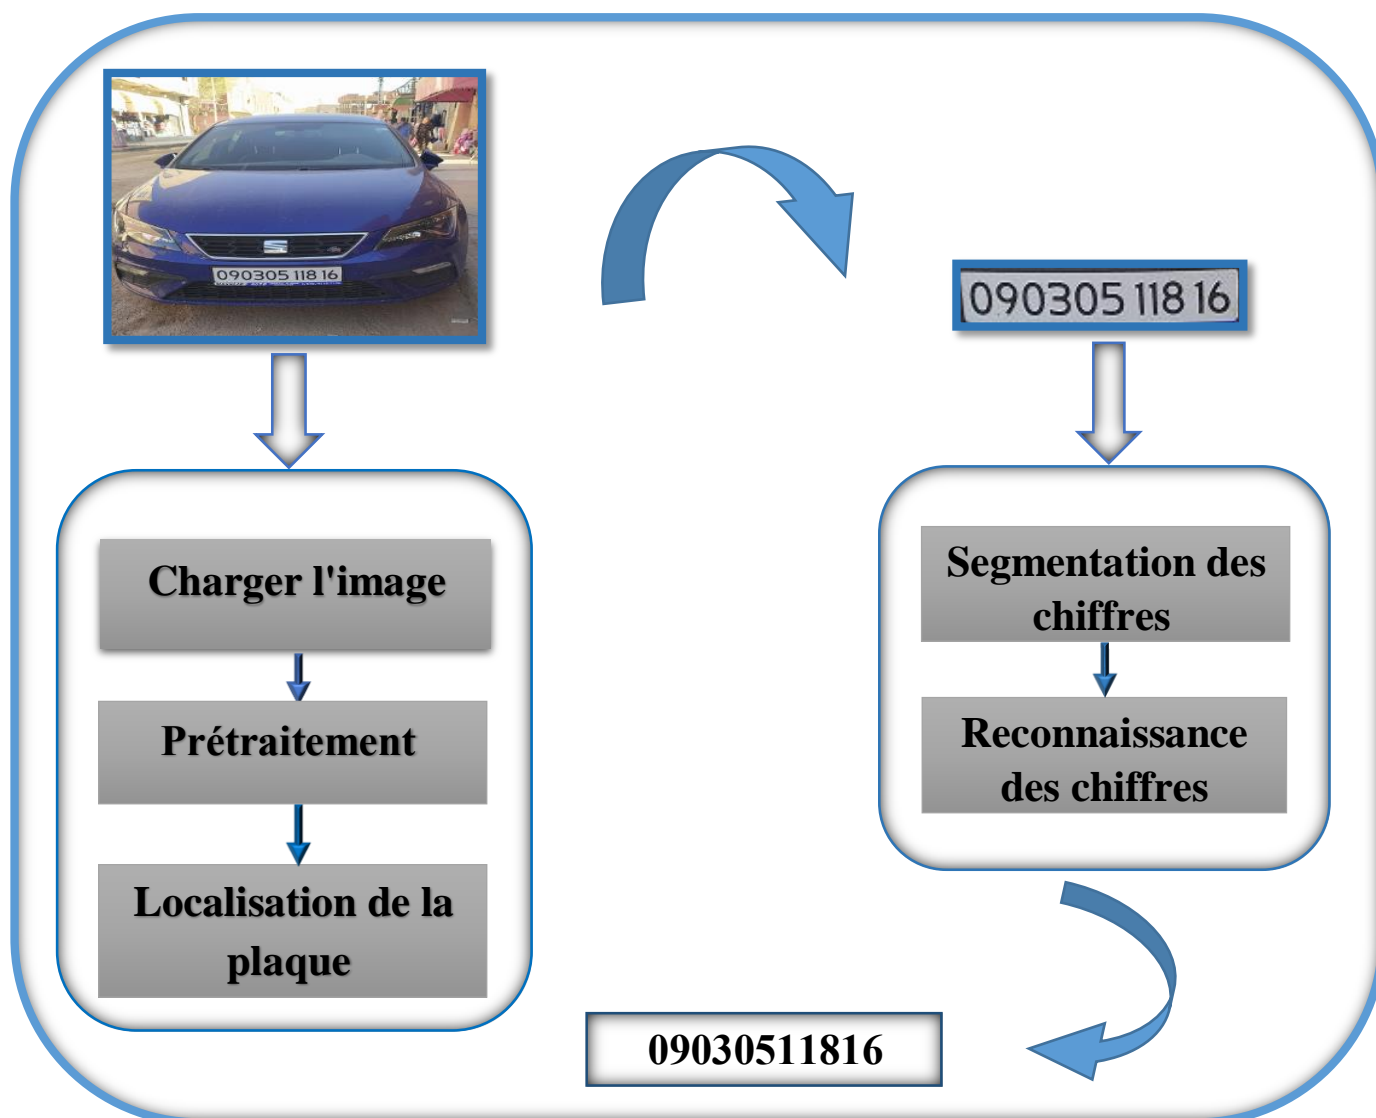 090305 118 16
090305 118 16
Charger l'image
Prétraitement
Localisation de la
plaque
Segmentation des
chiffres
Reconnaissance
des chiffres
09030511816